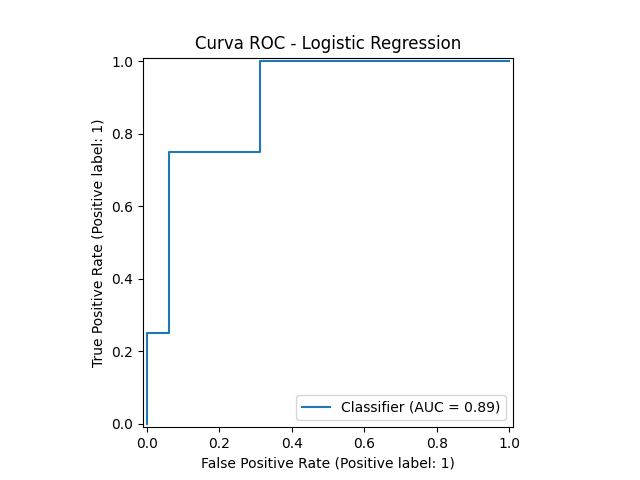 Curva ROC - Logistic Regression
True Positive Rate (Positive label: 1)
1.0
0.8
0.6
0.4
0.2
0.0
Classifier (AUC = 0.89)
0.0 0.2 0.4 0.6 0.8 1.0
False Positive Rate (Positive label: 1)